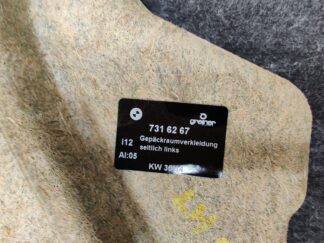 greiner
731 62 67
i12 Gepäckraumverkleidung
seitlich links
AI:05
KW